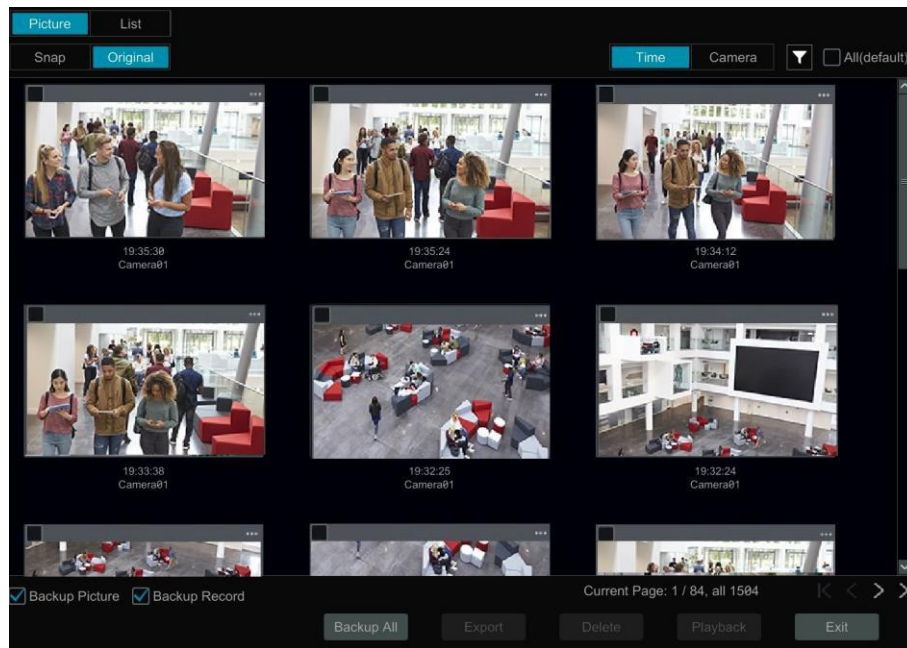 Picture List
Snap Original Time Camera All(default)
19:35:30 19:35:24 19:34:12
Camera01 Camera01 Camera01
19:33:38 19:32:25 19:32:24
Camera01 Camera01 Camera01
Backup Picture Backup Record Current Page: 1 / 84, all 1504
Backup All Export Delete Playback Exit